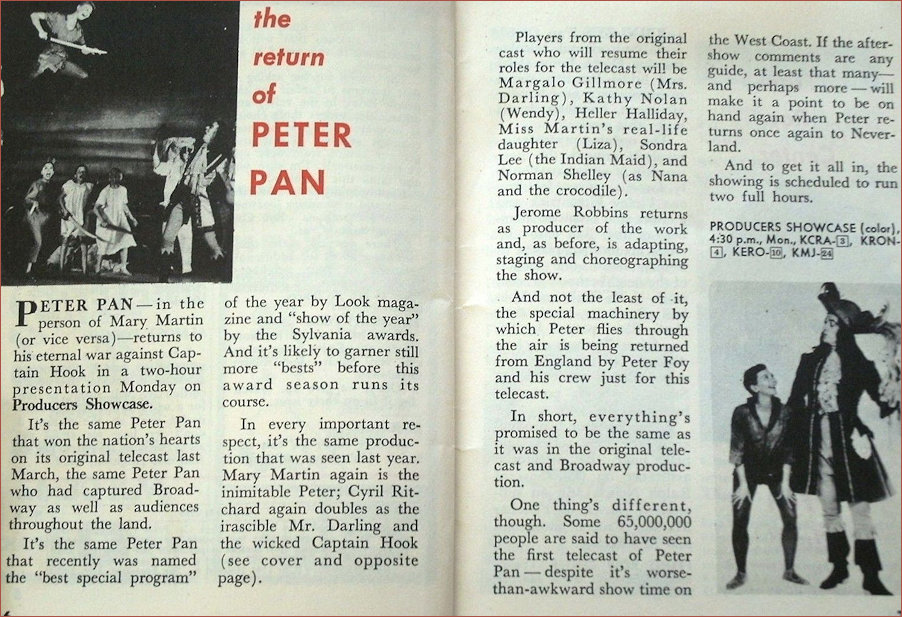 the
return
of
PETER
PAN
PETER PAN—in the
person of Mary Martin
(or vice versa)—returns to
his eternal war against Cap-
tain Hook in a two-hour
presentation Monday on
Producers Showcase.
It's the same Peter Pan
that won the nation's hearts
on its original telecast last
March, the same Peter Pan
who had captured Broad-
way as well as audiences
throughout the land.
It's the same Peter Pan
that recently was named
the "best special program"
of the year by Look maga-
zine and "show of the year"
by the Sylvania awards.
And it's likely to garner still
more "bests" before this
award season runs its
course.
In every important re-
spect, it's the same produc-
tion that was seen last year.
Mary Martin again is the
inimitable Peter; Cyril Rit-
chard again doubles as the
irascible Mr. Darling and
the wicked Captain Hook
(see cover and opposite
page).
Players from the original
cast who will resume their
roles for the telecast will be
Margalo Gillmore (Mrs.
Darling), Kathy Nolan
(Wendy), Heller Halliday,
Miss Martin's real-life
daughter (Liza), Sondra
Lee (the Indian Maid), and
Norman Shelley (as Nana
and the crocodile).
Jerome Robbins returns
as producer of the work
and, as before, is adapting,
staging and choreographing
the show.
And not the least of it,
the special machinery by
which Peter flies through
the air is being returned
from England by Peter Foy
and his crew just for this
telecast.
In short, everything's
promised to be the same as
it was in the original tele-
cast and Broadway produc-
tion.
One thing's different,
though. Some 65,000,000
people are said to have seen
the first telecast of Peter
Pan—despite it's worse-
than-awkward show time on
the West Coast. If the after-
show comments are any
guide, at least that many—
and perhaps more—will
make it a point to be on
hand again when Peter re-
turns once again to Never-
land.
And to get it all in, the
showing is scheduled to run
two full hours.
PRODUCERS SHOWCASE (color),
4:30 p.m., Mon., KCRA-3, KRON-
4, KERO-10, KMJ-24